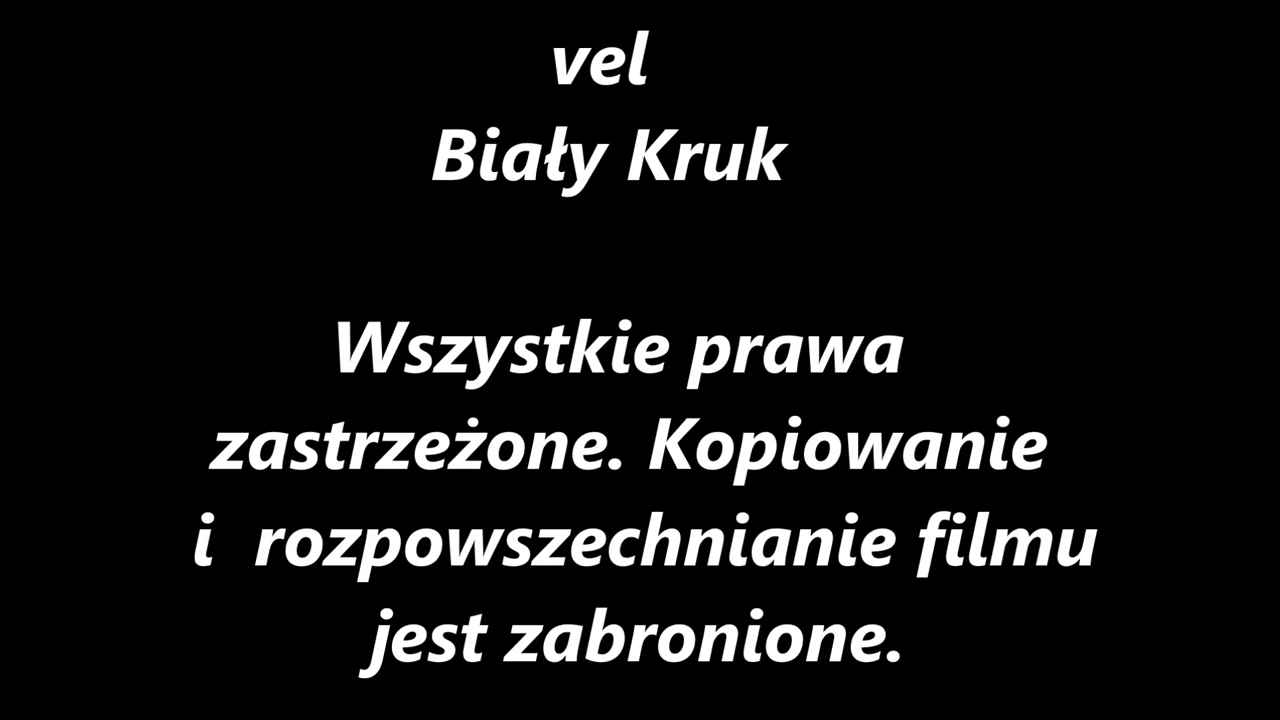 vel
Biały Kruk
Wszystkie prawa
zastrzeżone. Kopiowanie
i  rozpowszechnianie filmu
jest zabronione.